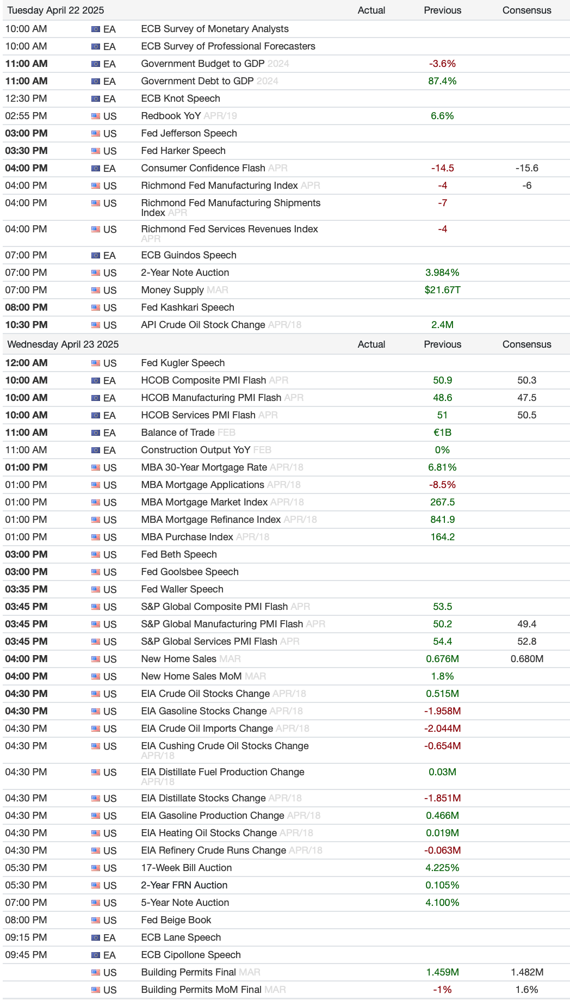 Tuesday April 22 2025 Actual Previous Consensus
10:00 AM EA ECB Survey of Monetary Analysts
10:00 AM EA ECB Survey of Professional Forecasters
11:00 AM EA Government Budget to GDP 2024 -3.6%
11:00 AM EA Government Debt to GDP 2024 87.4%
12:30 PM EA ECB Knot Speech
02:55 PM US Redbook YoY APR/19 6.6%
03:00 PM US Fed Jefferson Speech
03:30 PM US Fed Harker Speech
04:00 PM EA Consumer Confidence Flash APR -14.5 -15.6
04:00 PM US Richmond Fed Manufacturing Index APR -4 -6
04:00 PM US Richmond Fed Manufacturing Shipments -7
Index APR
04:00 PM US Richmond Fed Services Revenues Index -4
APR
07:00 PM EA ECB Guindos Speech
07:00 PM US 2-Year Note Auction 3.984%
07:00 PM US Money Supply MAR $21.67T
08:00 PM US Fed Kashkari Speech
10:30 PM US API Crude Oil Stock Change APR/18 2.4M
Wednesday April 23 2025 Actual Previous Consensus
12:00 AM US Fed Kugler Speech
10:00 AM EA HCOB Composite PMI Flash APR 50.9 50.3
10:00 AM EA HCOB Manufacturing PMI Flash APR 48.6 47.5
10:00 AM EA HCOB Services PMI Flash APR 51 50.5
11:00 AM EA Balance of Trade FEB €1B
11:00 AM EA Construction Output YoY FEB 0%
01:00 PM US MBA 30-Year Mortgage Rate APR/18 6.81%
01:00 PM US MBA Mortgage Applications APR/18 -8.5%
01:00 PM US MBA Mortgage Market Index APR/18 267.5
01:00 PM US MBA Mortgage Refinance Index APR/18 841.9
01:00 PM US MBA Purchase Index APR/18 164.2
03:00 PM US Fed Beth Speech
03:00 PM US Fed Goolsbee Speech
03:35 PM US Fed Waller Speech
03:45 PM US S&P Global Composite PMI Flash APR 53.5
03:45 PM US S&P Global Manufacturing PMI Flash APR 50.2 49.4
03:45 PM US S&P Global Services PMI Flash APR 54.4 52.8
04:00 PM US New Home Sales MAR 0.676M 0.680M
04:00 PM US New Home Sales MoM MAR 1.8%
04:30 PM US EIA Crude Oil Stocks Change APR/18 0.515M
04:30 PM US EIA Gasoline Stocks Change APR/18 -1.958M
04:30 PM US EIA Crude Oil Imports Change APR/18 -2.044M
04:30 PM US EIA Cushing Crude Oil Stocks Change -0.654M
APR/18
04:30 PM US EIA Distillate Fuel Production Change 0.03M
APR/18
04:30 PM US EIA Distillate Stocks Change APR/18 -1.851M
04:30 PM US EIA Gasoline Production Change APR/18 0.466M
04:30 PM US EIA Heating Oil Stocks Change APR/18 0.019M
04:30 PM US EIA Refinery Crude Runs Change APR/18 -0.063M
05:30 PM US 17-Week Bill Auction 4.225%
05:30 PM US 2-Year FRN Auction 0.105%
07:00 PM US 5-Year Note Auction 4.100%
08:00 PM US Fed Beige Book
09:15 PM EA ECB Lane Speech
09:45 PM EA ECB Cipollone Speech
US Building Permits Final MAR 1.459M 1.482M
US Building Permits MoM Final MAR -1% 1.6%